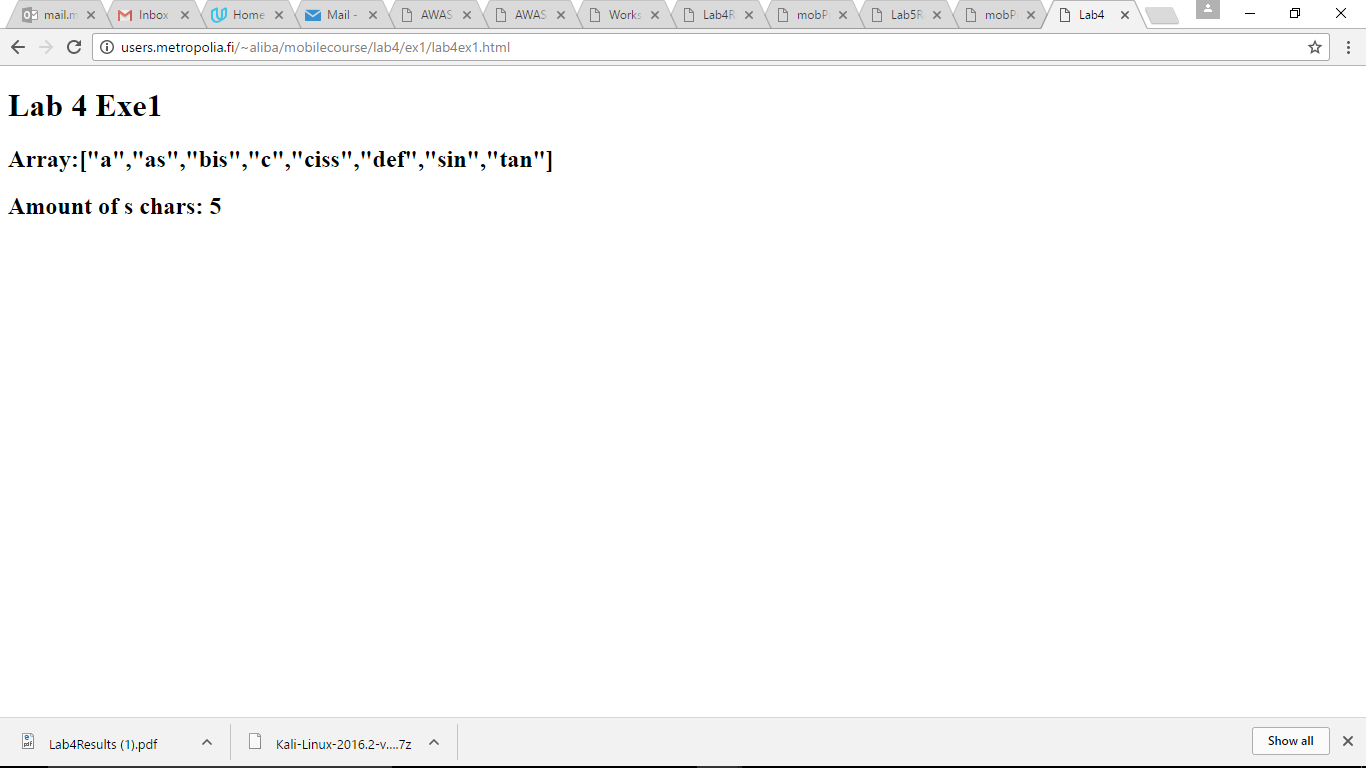 mail.m
Inbox
Home
Mail -
AWAS
AWAS
Works
Lab4R
mobP
Lab5R
mobP
Lab4
users.metropolia.fi/~aliba/mobilecourse/lab4/ex1/lab4ex1.html
Lab 4 Exe1
Array:["a","as","bis","c","ciss","def","sin","tan"]
Amount of s chars: 5
Lab4Results (1).pdf
Kali-Linux-2016.2-v....7z
Show all